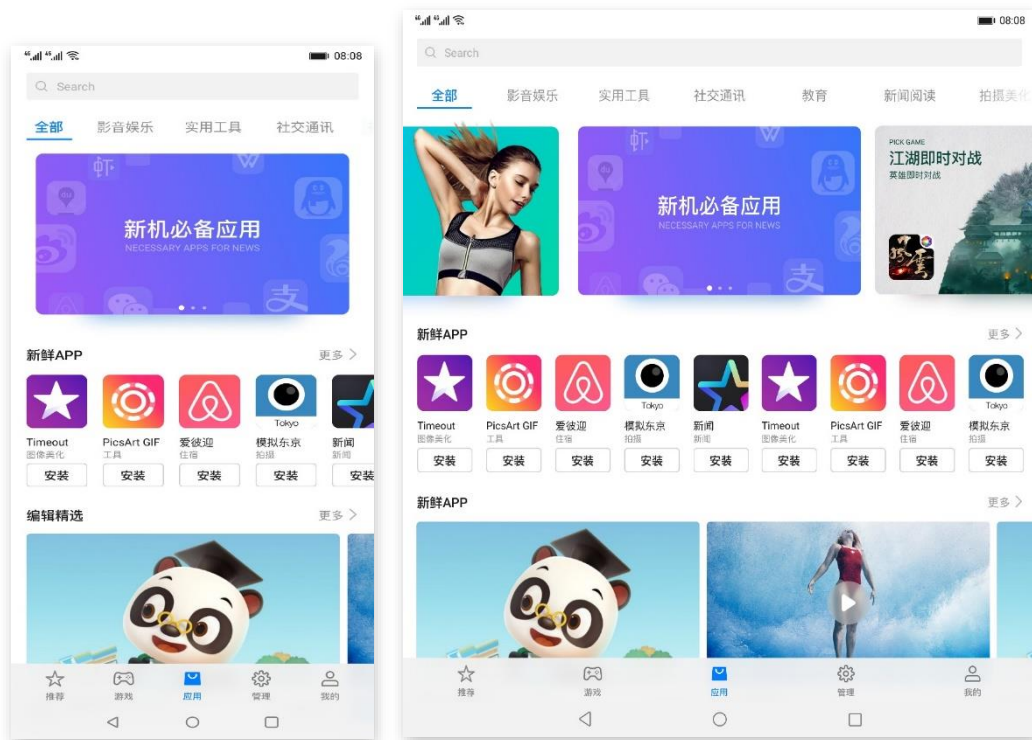 46 46 08:08
Search
全部 影音娱乐 实用工具 社交通讯
新机必备应用
NECESSARY APPS FOR NEWS
支
新鲜APP 更多
Tokyo
Timeout PicsArt GIF 爱彼迎 模拟东京 新闻
图像美化 工具 住宿 拍摄 新闻
安装 安装 安装 安装 安装
编辑精选 更多
推荐 游戏 应用 管理 我的
46 46 08:08
Search
全部 影音娱乐 实用工具 社交通讯 教育 新闻阅读 拍摄美化
PICK GAME
江湖即时对战
英雄即时对战
新机必备应用
NECESSARY APPS FOR NEWS
支
新鲜APP 更多
Tokyo Tokyo
Timeout PicsArt GIF 爱彼迎 模拟东京 新闻 Timeout PicsArt GIF 爱彼迎 模拟东京
图像美化 工具 住宿 拍摄 新闻 图像美化 工具 住宿 拍摄
安装 安装 安装 安装 安装 安装 安装 安装 安装
新鲜APP 更多
推荐 游戏 应用 管理 我的